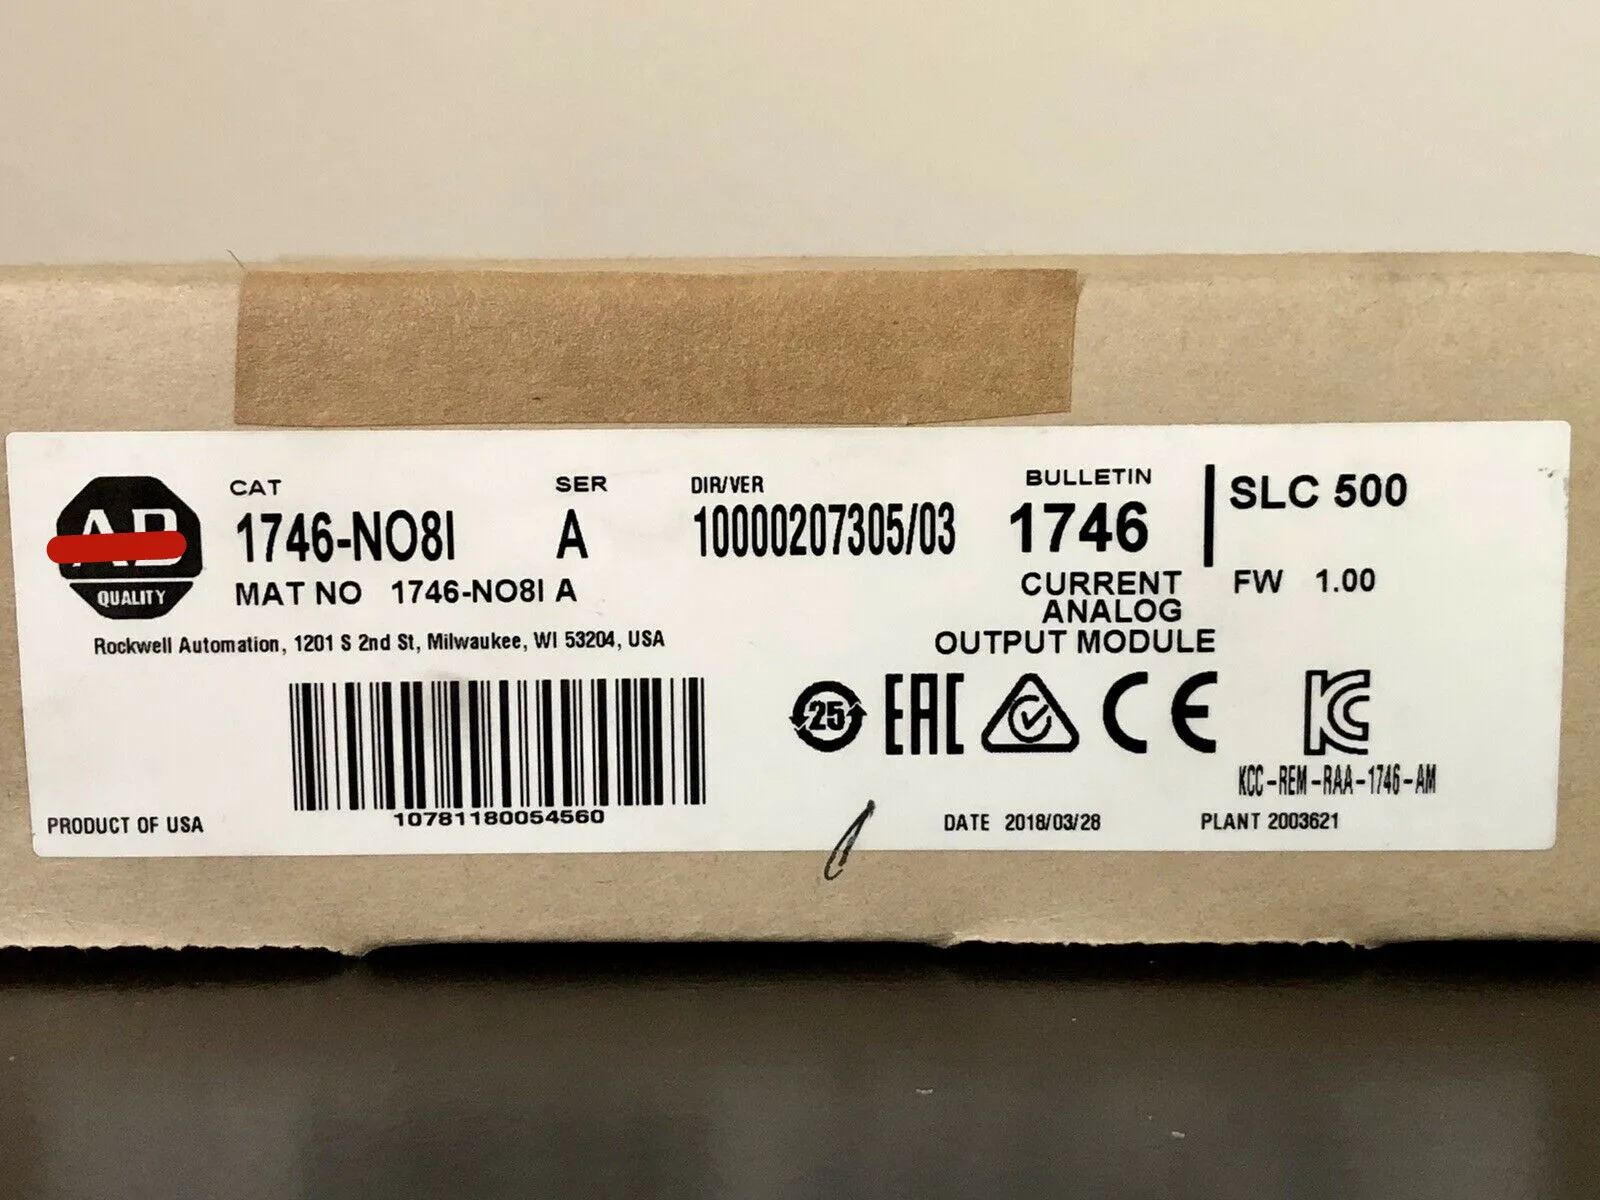 AB
QUALITY
CAT
1746-NO8I
SER
A
DIR/VER
10000207305/03
BULLETIN
1746
SLC 500
MAT NO 1746-NO8I A
CURRENT
ANALOG
OUTPUT MODULE
FW 1.00
Rockwell Automation, 1201 S 2nd St, Milwaukee, WI 53204, USA
10781180054560
25
EAC
CE
KC
KCC-REM-RAA-1746-AM
PRODUCT OF USA
DATE 2018/03/28
PLANT 2003621